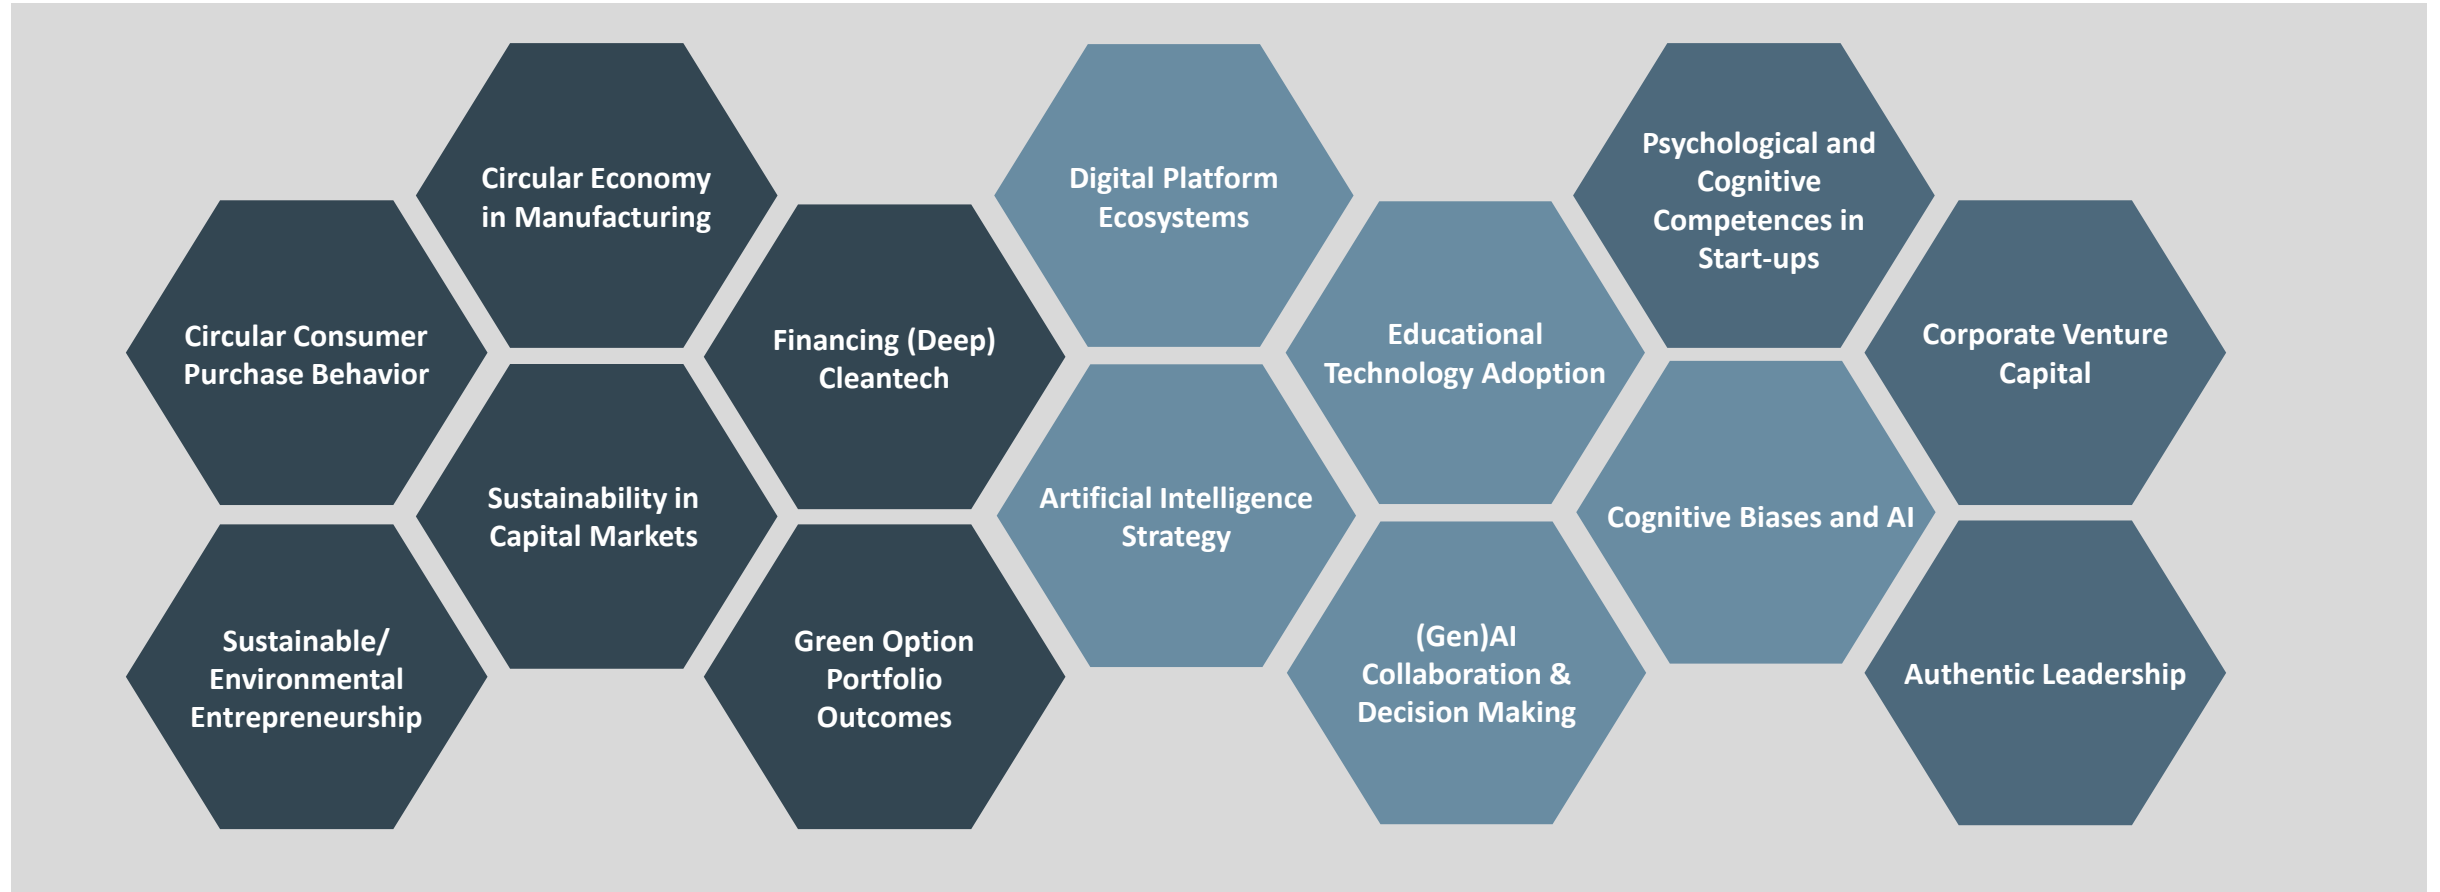 Circular Economy
in Manufacturing
Digital Platform
Ecosystems
Psychological and
Cognitive
Competences in
Start-ups
Circular Consumer
Purchase Behavior
Financing (Deep)
Cleantech
Educational
Technology Adoption
Corporate Venture
Capital
Sustainability in
Capital Markets
Artificial Intelligence
Strategy
Cognitive Biases and AI
Sustainable/
Environmental
Entrepreneurship
Green Option
Portfolio
Outcomes
(Gen)AI
Collaboration &
Decision Making
Authentic Leadership